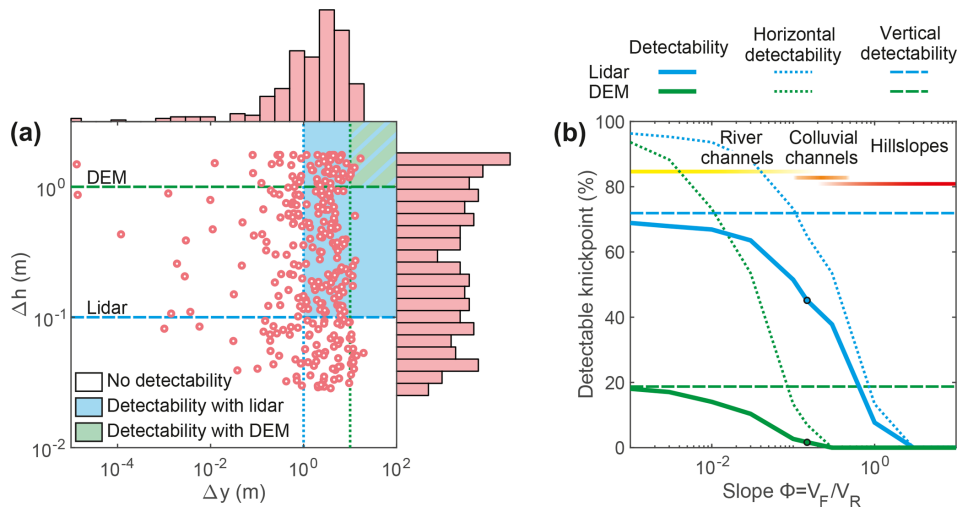 (a)
DEM
Lidar
No detectability
Detectability with lidar
Detectability with DEM
10^0
10^-1
10^-2
Δh (m)
10^-4
10^-2
10^0
10^2
Δy (m)
Detectability
Horizontal
detectability
Vertical
detectability
Lidar
DEM
(b)
River
channels
Colluvial
channels
Hillslopes
100
80
60
40
20
0
Detectable knickpoint (%)
10^-2
10^0
Slope Φ=V_F/V_R